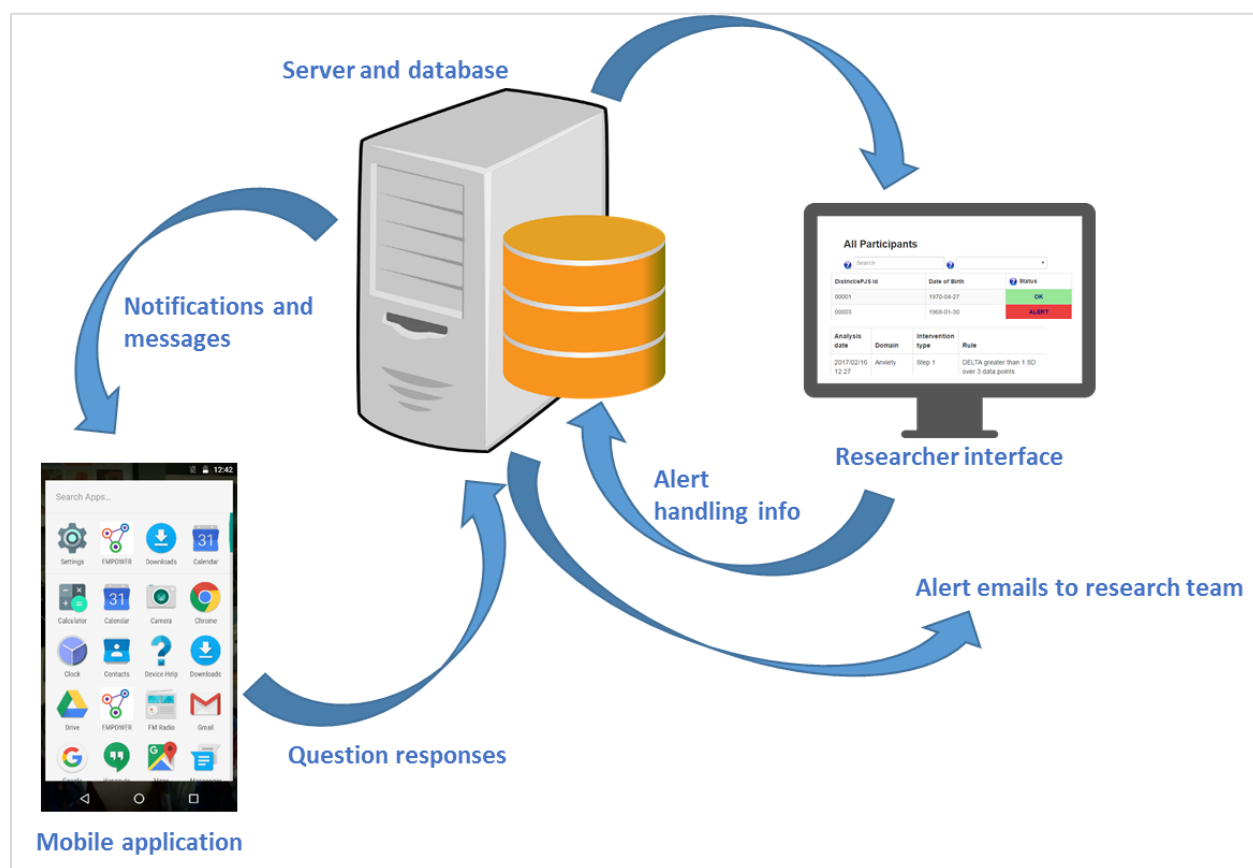 Server and database
All Participants
Search
District/ePJS Id Date of Birth Status
00001 1970-04-27 OK
00003 1968-01-30 ALERT
Analysis date Domain Intervention type Rule
2017/02/16 12:27 Anxiety Step 1 DELTA greater than 1 SD over 3 data points
Researcher interface
Notifications and
messages
Alert
handling info
Alert emails to research team
12:42
Search Apps...
Settings EMPOWER Downloads Calendar
31
Calculator Calendar Camera Chrome
31
Clock Contacts Device Help Downloads
Drive EMPOWER FM Radio Gmail
Question responses
Mobile application